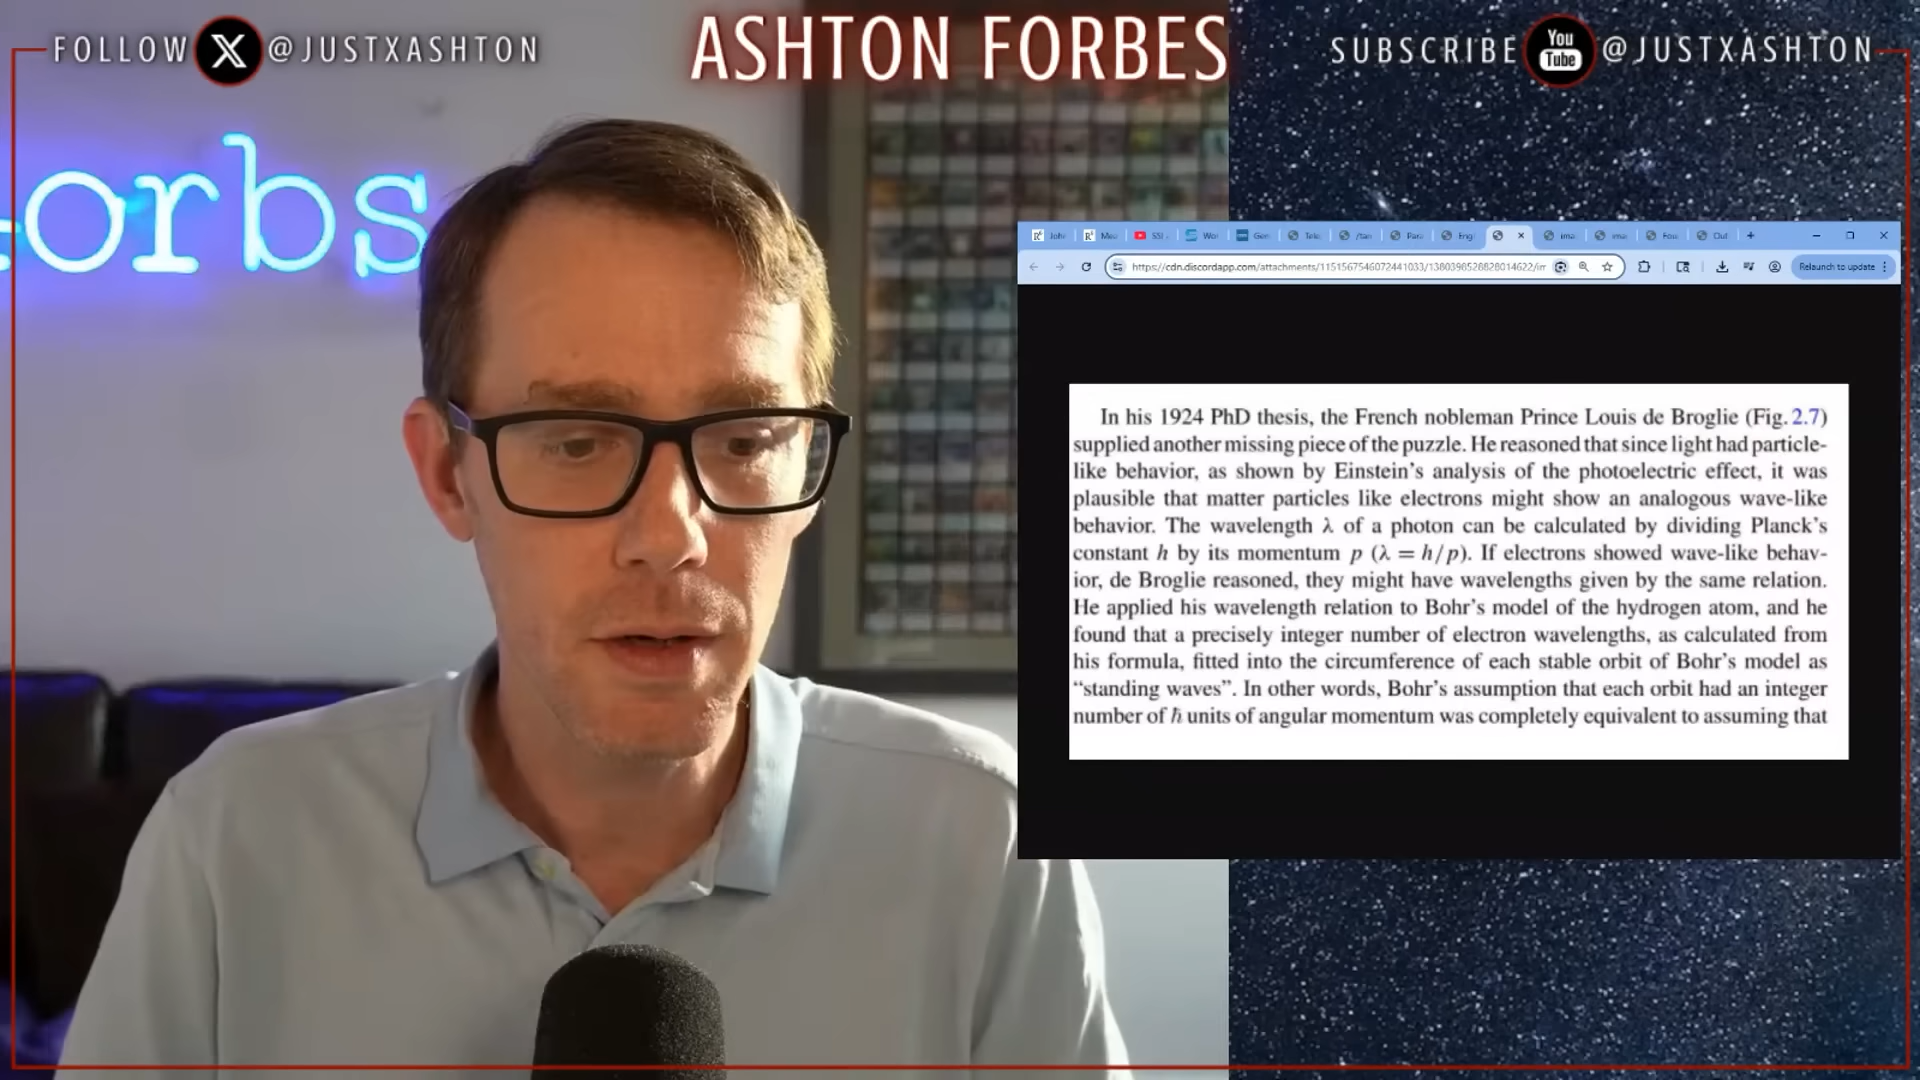 FOLLOW X @JUSTXASHTON
ASHTON FORBES
SUBSCRIBE YouTube @JUSTXASHTON
orbs
SSI
https://cdn.discordapp.com/attachments/1151567546072441033/1380398528828014622/im
Relaunch to update
In his 1924 PhD thesis, the French nobleman Prince Louis de Broglie (Fig. 2.7)
supplied another missing piece of the puzzle. He reasoned that since light had particle-
like behavior, as shown by Einstein's analysis of the photoelectric effect, it was
plausible that matter particles like electrons might show an analogous wave-like
behavior. The wavelength λ of a photon can be calculated by dividing Planck's
constant h by its momentum p (λ = h/p). If electrons showed wave-like behav-
ior, de Broglie reasoned, they might have wavelengths given by the same relation.
He applied his wavelength relation to Bohr's model of the hydrogen atom, and he
found that a precisely integer number of electron wavelengths, as calculated from
his formula, fitted into the circumference of each stable orbit of Bohr's model as
“standing waves”. In other words, Bohr's assumption that each orbit had an integer
number of ℏ units of angular momentum was completely equivalent to assuming that